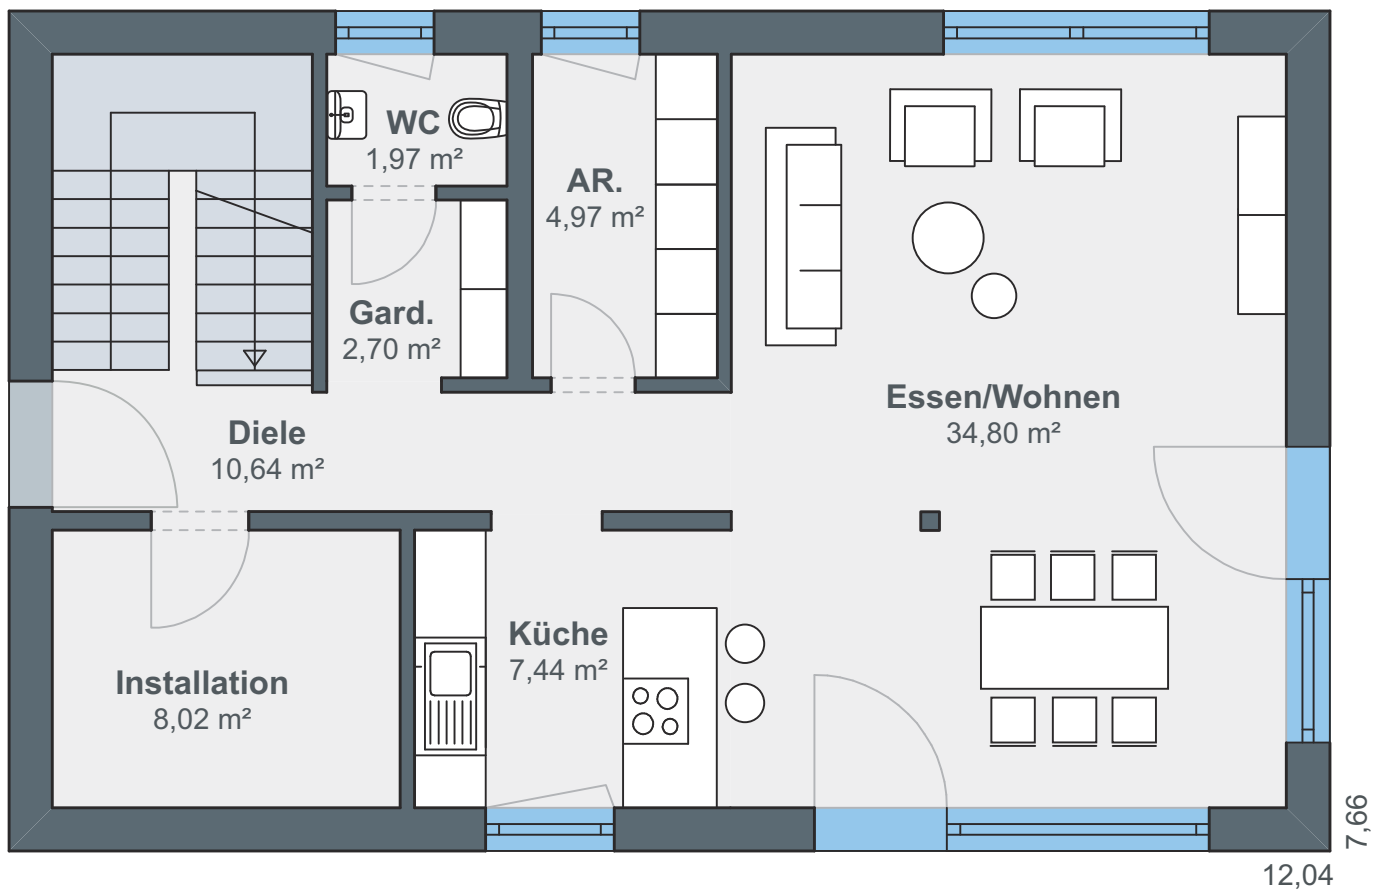 WC
1,97 m²
AR.
4,97 m²
Gard.
2,70 m²
Essen/Wohnen
34,80 m²
Diele
10,64 m²
Küche
7,44 m²
Installation
8,02 m²
7,66
12,04